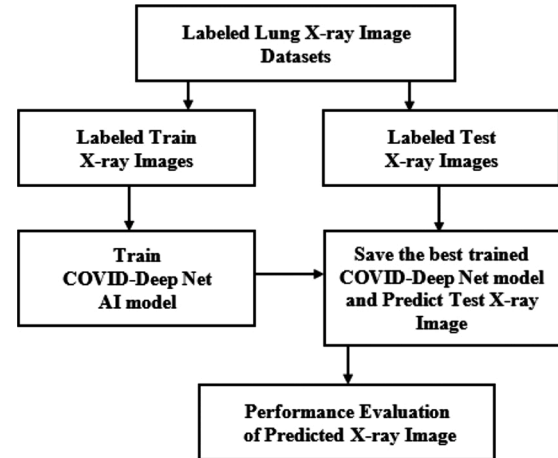 Labeled Lung X-ray Image
Datasets
Labeled Train
X-ray Images
Labeled Test
X-ray Images
Train
COVID-Deep Net
AI model
Save the best trained
COVID-Deep Net model
and Predict Test X-ray
Image
Performance Evaluation
of Predicted X-ray Image